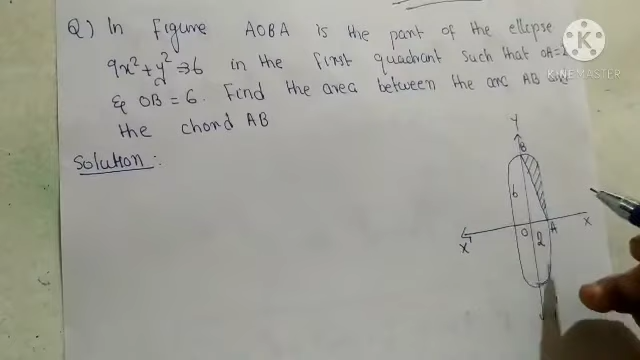 Q) In Figure AOBA is the part of the ellipse
9x² + y² = 36 in the first quadrant such that OA=2
& OB = 6. Find the area between the arc AB and
the chord AB
Solution:
KINEMASTER
Y
B
6
O
2
A
X
X'